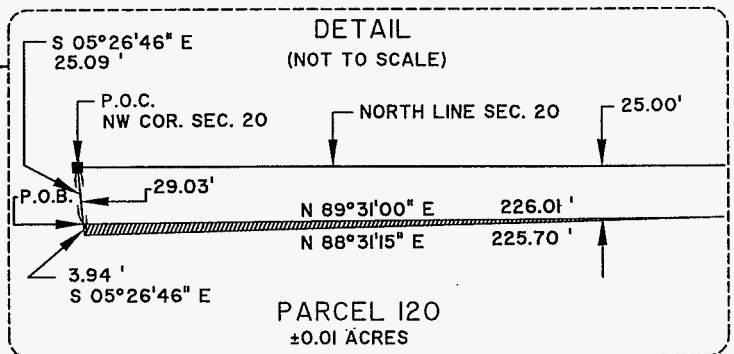 DETAIL
(NOT TO SCALE)
S 05°26'46" E
25.09 '
P.O.C.
NW COR. SEC. 20
NORTH LINE SEC. 20
25.00'
29.03'
P.O.B.
N 89°31'00" E 226.01 '
N 88°31'15" E 225.70 '
3.94 '
S 05°26'46" E
PARCEL 120
±0.01 ACRES